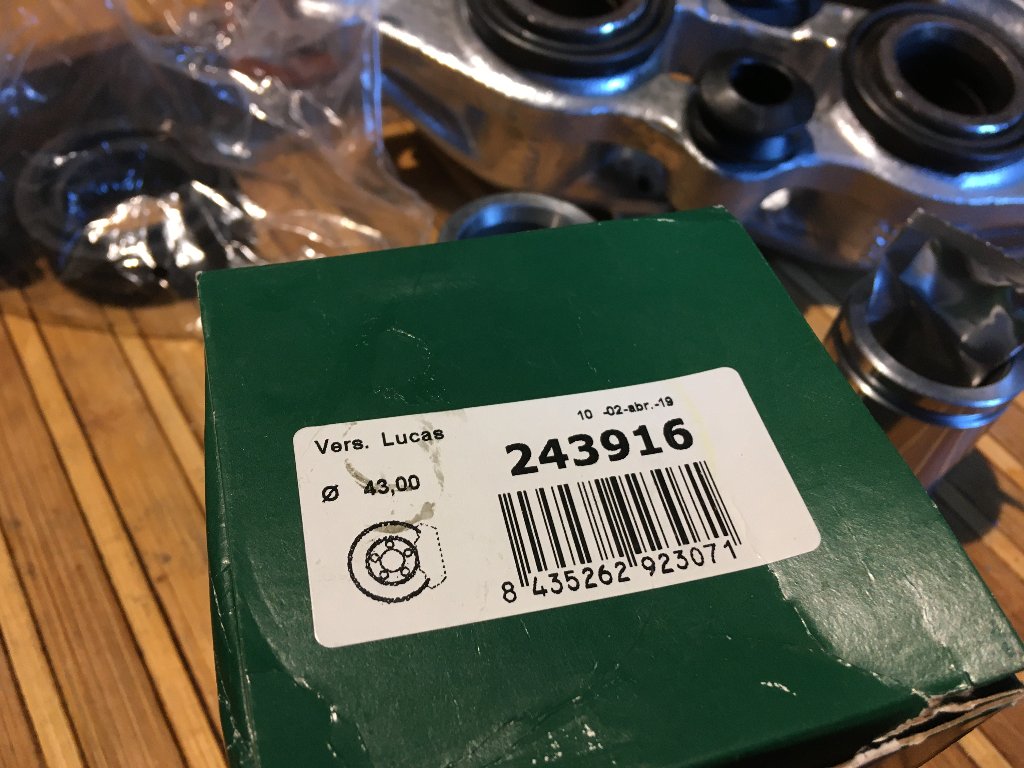 10 -02-abr.-19
Vers. Lucas
243916
Ø 43,00
8 435262 923071